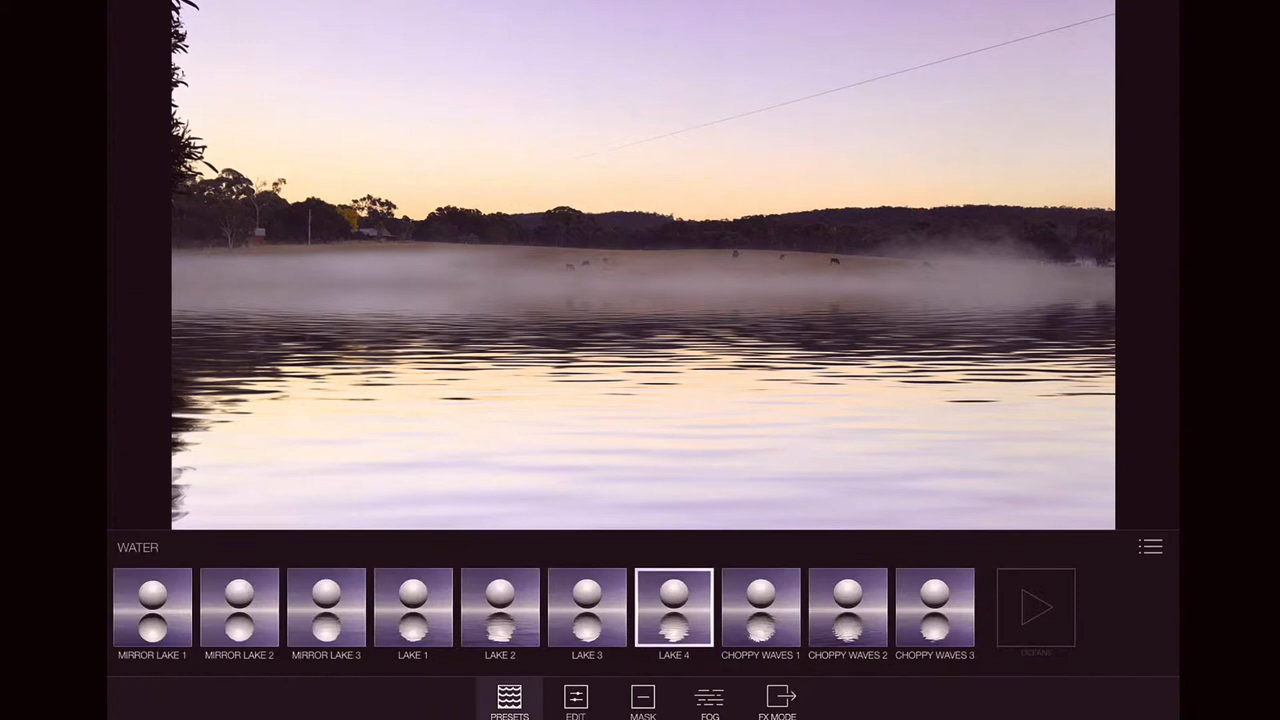 WATER
MIRROR LAKE 1
MIRROR LAKE 2
MIRROR LAKE 3
LAKE 1
LAKE 2
LAKE 3
LAKE 4
CHOPPY WAVES 1
CHOPPY WAVES 2
CHOPPY WAVES 3
OCEANS
PRESETS
EDIT
MASK
FOG
FX MODE